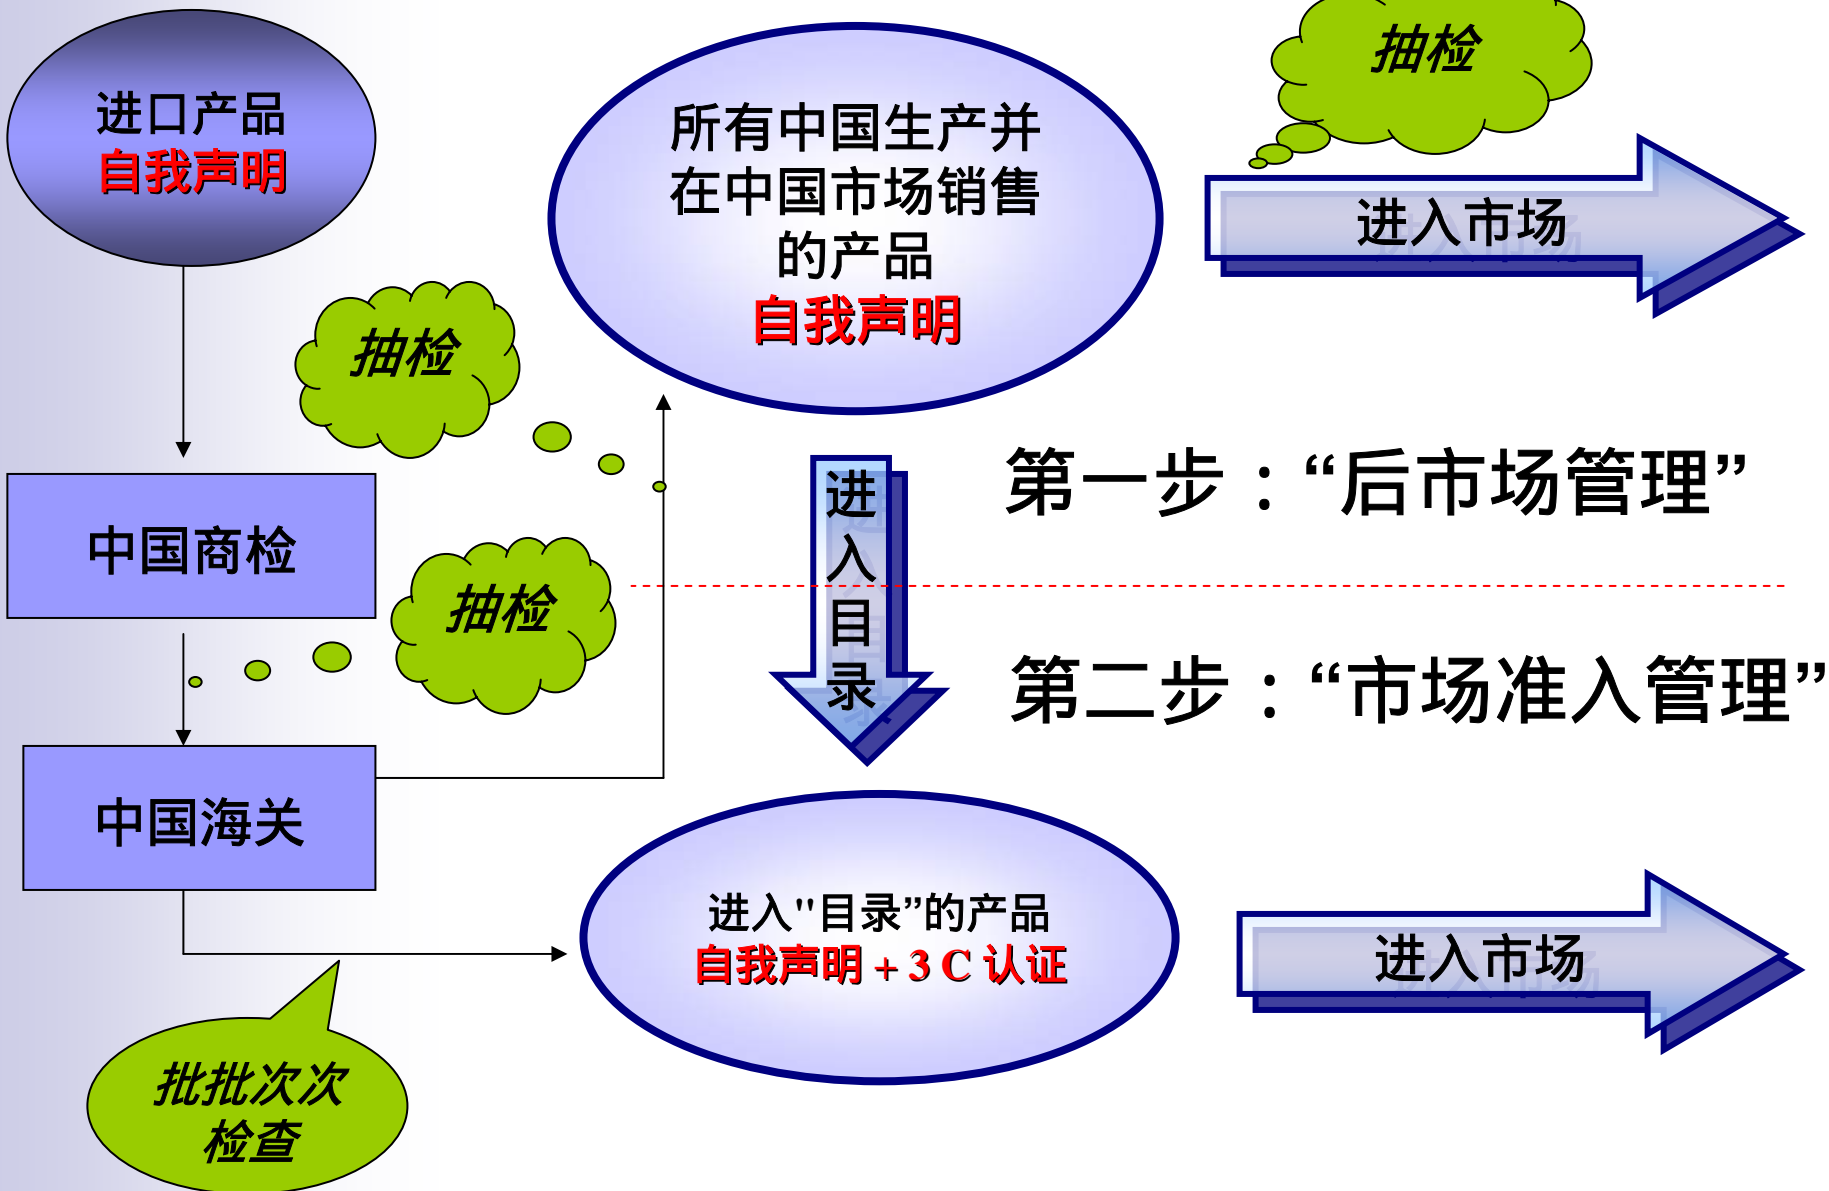 进口产品
自我声明
所有中国生产并
在中国市场销售
的产品
自我声明
抽检
进入市场
抽检
中国商检
抽检
进
入
目
录
第一步：“后市场管理”
第二步：“市场准入管理”
中国海关
进入"目录”的产品
自我声明 + 3 C 认证
进入市场
批批次次
检查